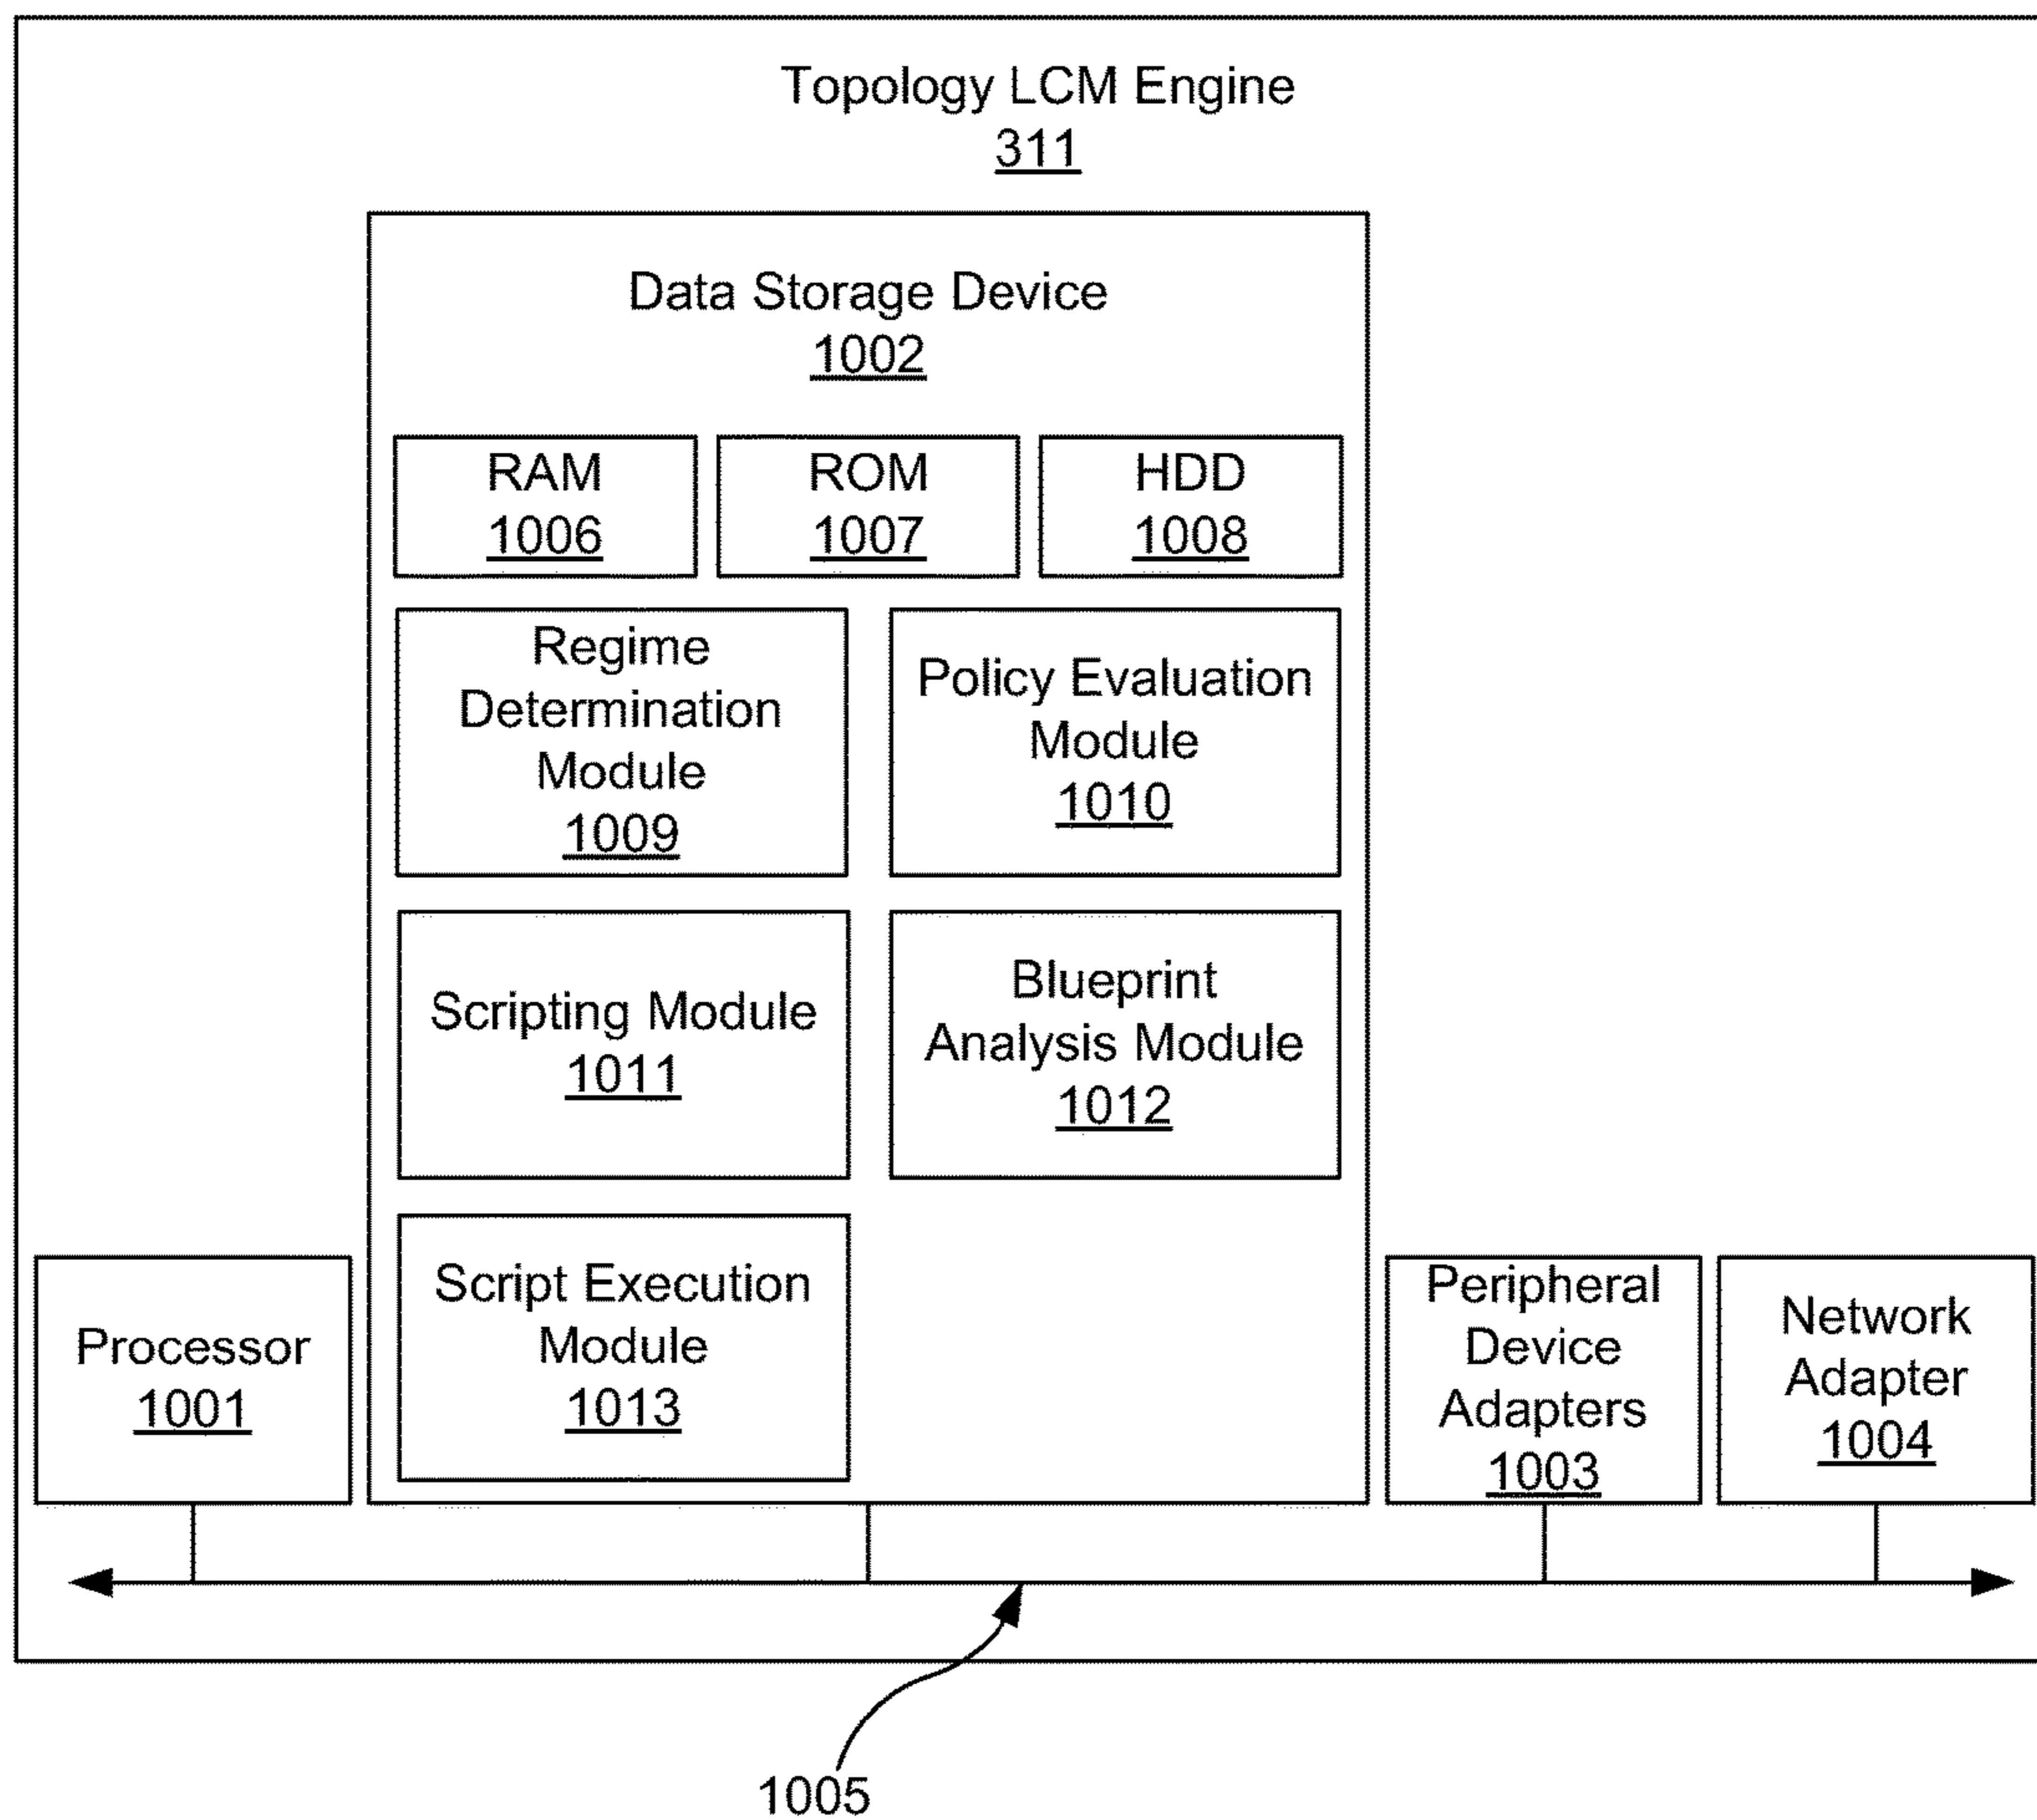 Topology LCM Engine
311
Data Storage Device
1002
RAM
1006
ROM
1007
HDD
1008
Regime
Determination
Module
1009
Policy Evaluation
Module
1010
Scripting Module
1011
Blueprint
Analysis Module
1012
Script Execution
Module
1013
Processor
1001
Peripheral
Device
Adapters
1003
Network
Adapter
1004
1005